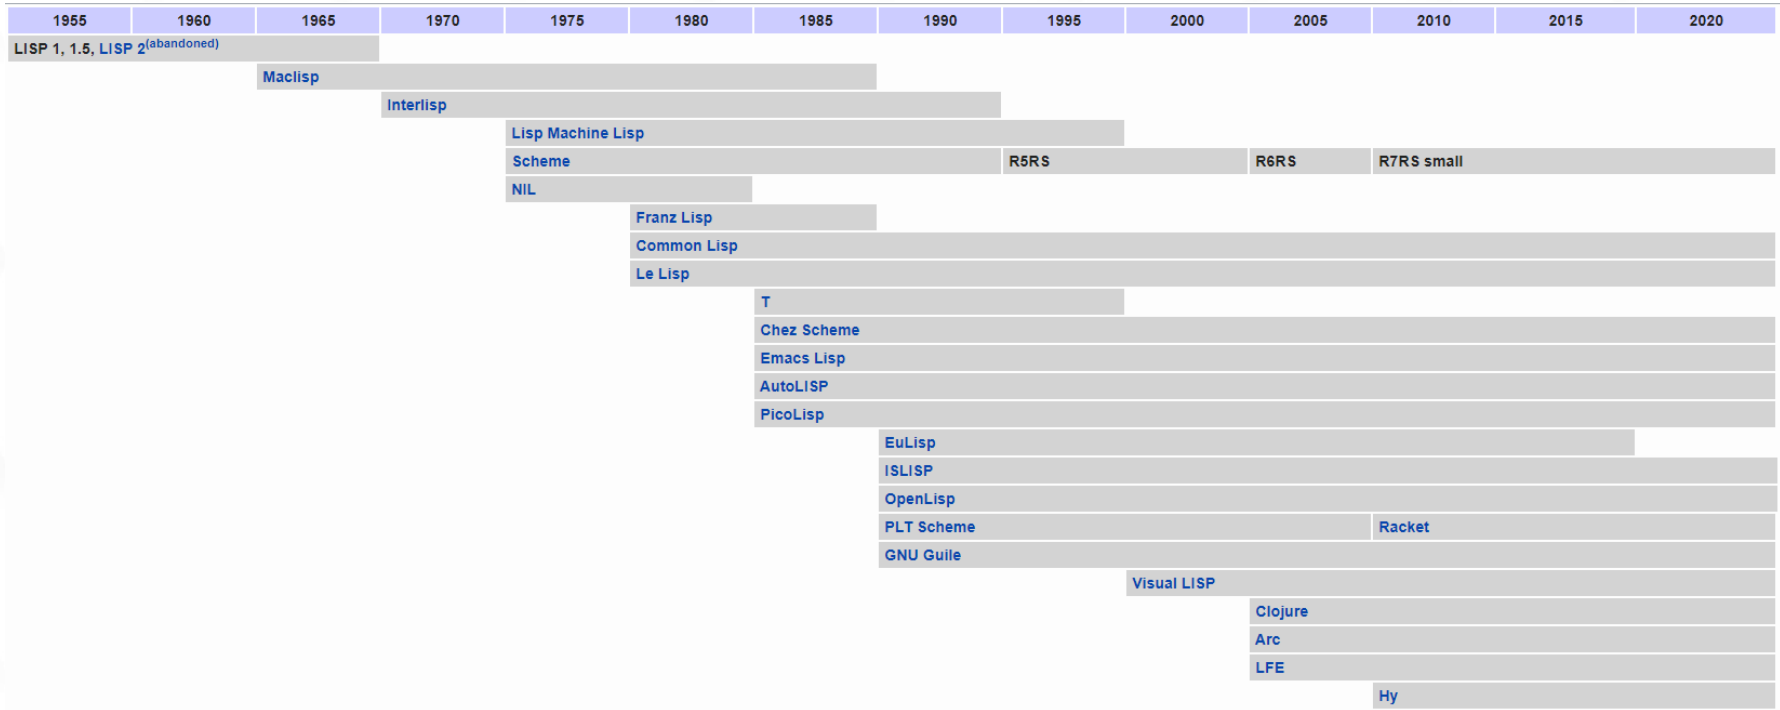 1955 1960 1965 1970 1975 1980 1985 1990 1995 2000 2005 2010 2015 2020
LISP 1, 1.5, LISP 2(abandoned)
Maclisp
Interlisp
Lisp Machine Lisp
Scheme R5RS R6RS R7RS small
NIL
Franz Lisp
Common Lisp
Le Lisp
T
Chez Scheme
Emacs Lisp
AutoLISP
PicoLisp
EuLisp
ISLISP
OpenLisp
PLT Scheme Racket
GNU Guile
Visual LISP
Clojure
Arc
LFE
Hy